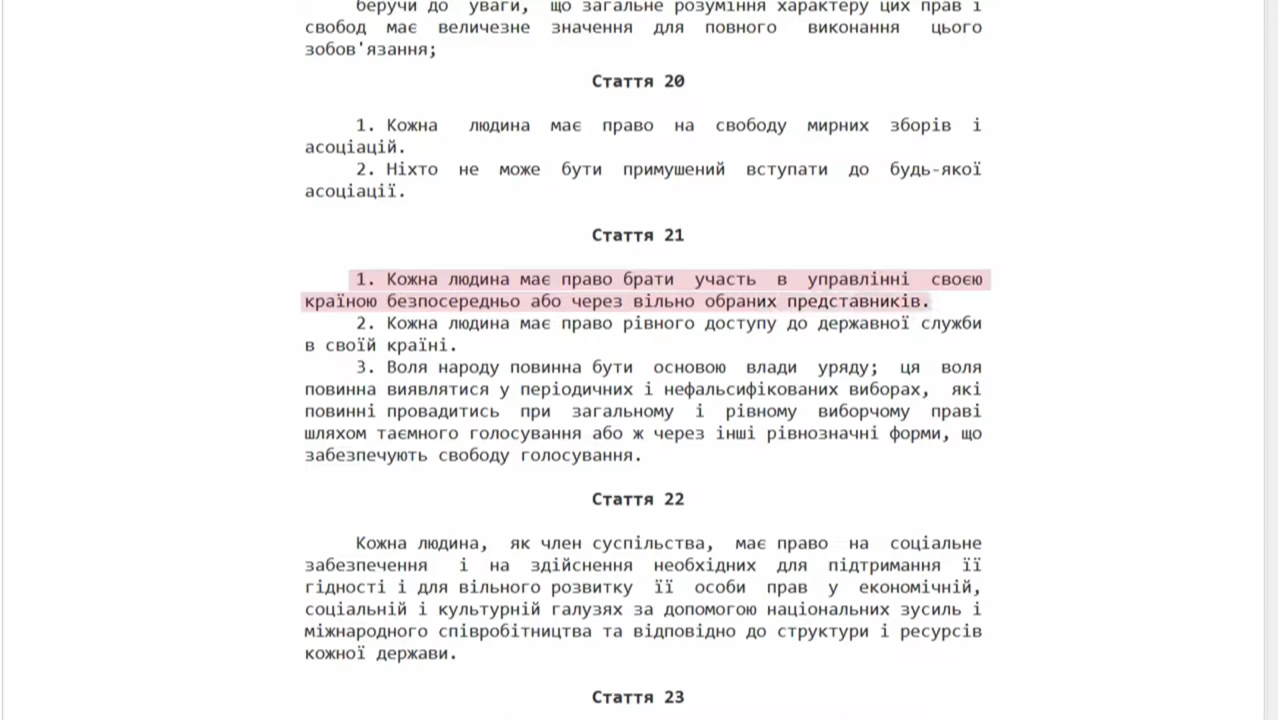 беручи до уваги, що загальне розуміння характеру цих прав і
свобод має величезне значення для повного виконання цього
зобов'язання;
Стаття 20
1. Кожна людина має право на свободу мирних зборів і
асоціацій.
2. Ніхто не може бути примушений вступати до будь-якої
асоціації.
Стаття 21
1. Кожна людина має право брати участь в управлінні своєю
країною безпосередньо або через вільно обраних представників.
2. Кожна людина має право рівного доступу до державної служби
в своїй країні.
3. Воля народу повинна бути основою влади уряду; ця воля
повинна виявлятися у періодичних і нефальсифікованих виборах, які
повинні провадитись при загальному і рівному виборчому праві
шляхом таємного голосування або ж через інші рівнозначні форми, що
забезпечують свободу голосування.
Стаття 22
Кожна людина, як член суспільства, має право на соціальне
забезпечення і на здійснення необхідних для підтримання її
гідності і для вільного розвитку її особи прав у економічній,
соціальній і культурній галузях за допомогою національних зусиль і
міжнародного співробітництва та відповідно до структури і ресурсів
кожної держави.
Стаття 23